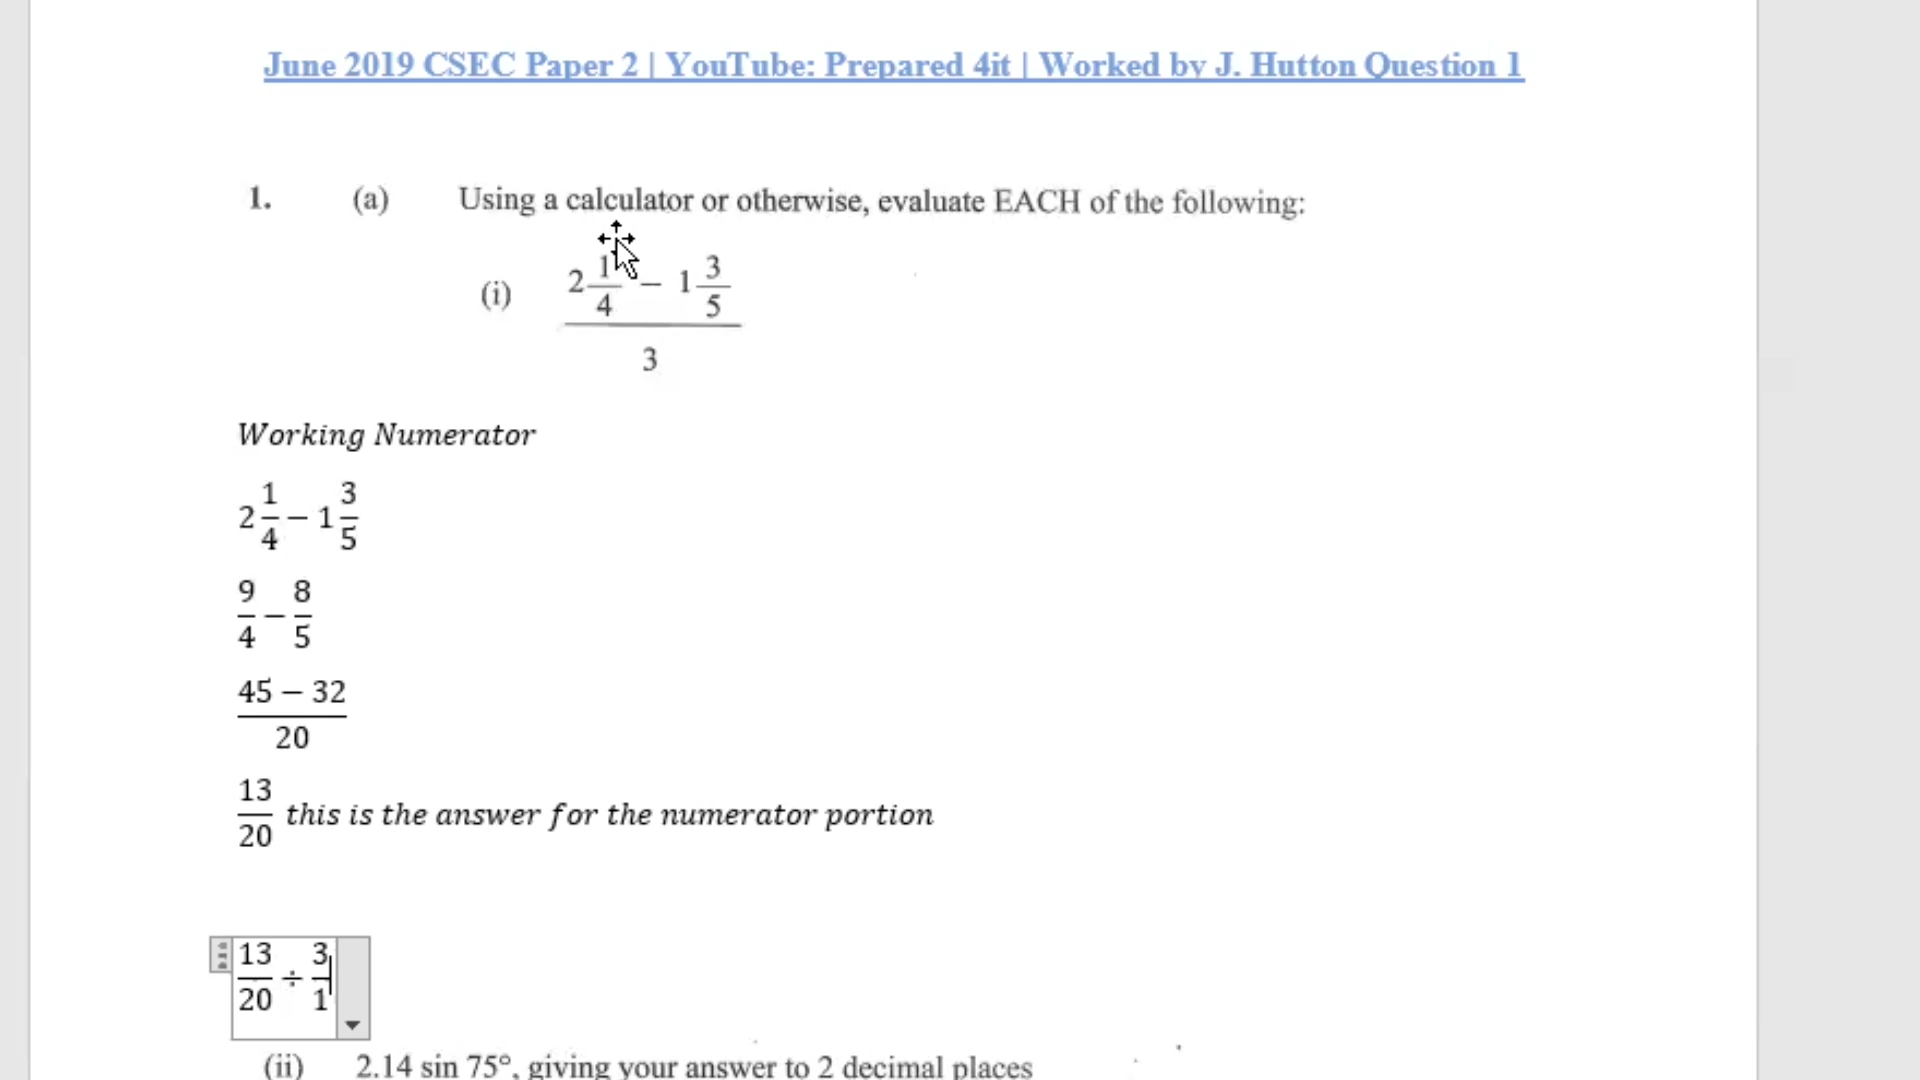 June 2019 CSEC Paper 2 | YouTube: Prepared 4it | Worked by J. Hutton Question 1
1. (a) Using a calculator or otherwise, evaluate EACH of the following:
(i) 2 1/4 − 1 3/5
3
Working Numerator
2 1/4 − 1 3/5
9/4 − 8/5
45 − 32
20
13/20 this is the answer for the numerator portion
13/20 ÷ 3/1
(ii) 2.14 sin 75°, giving your answer to 2 decimal places